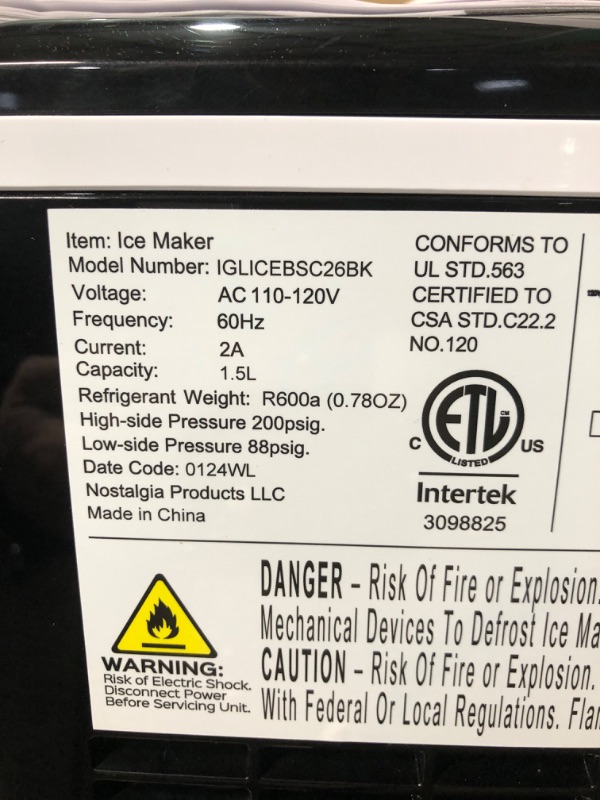 Item: Ice Maker
Model Number: IGLICEBSC26BK
Voltage: AC 110-120V
Frequency: 60Hz
Current: 2A
Capacity: 1.5L
Refrigerant Weight: R600a (0.78OZ)
High-side Pressure 200psig.
Low-side Pressure 88psig.
Date Code: 0124WL
Nostalgia Products LLC
Made in China
CONFORMS TO
UL STD.563
CERTIFIED TO
CSA STD.C22.2
NO.120
ETL CM
LISTED
C US
Intertek
3098825
WARNING:
Risk of Electric Shock.
Disconnect Power
Before Servicing Unit.
DANGER – Risk Of Fire or Explosion.
Mechanical Devices To Defrost Ice Ma
CAUTION – Risk Of Fire or Explosion.
With Federal Or Local Regulations. Flam